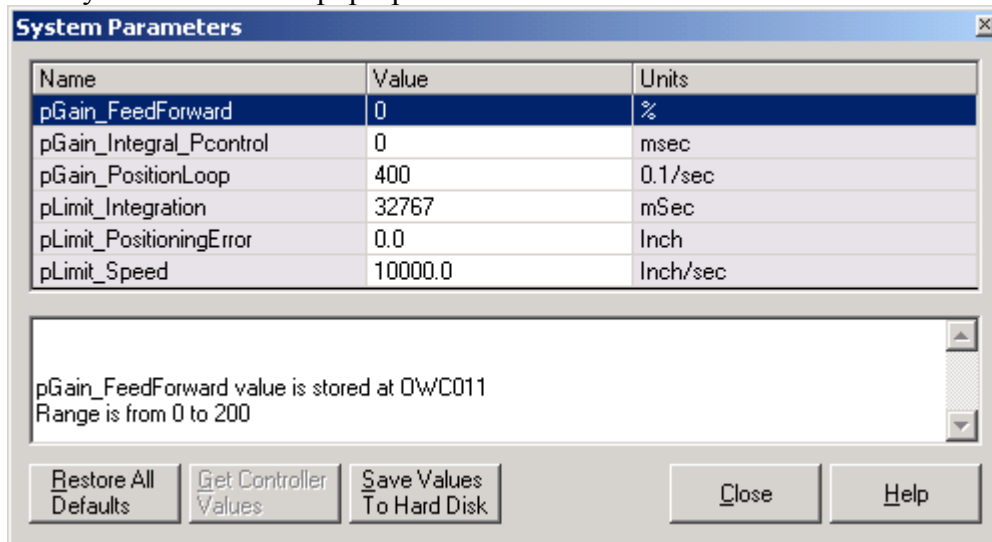 System Parameters
Name Value Units
pGain_FeedForward 0 %
pGain_Integral_Pcontrol 0 msec
pGain_PositionLoop 400 0.1/sec
pLimit_Integration 32767 mSec
pLimit_PositioningError 0.0 Inch
pLimit_Speed 10000.0 Inch/sec
pGain_FeedForward value is stored at OWC011
Range is from 0 to 200
Restore All Defaults
Get Controller Values
Save Values To Hard Disk
Close
Help